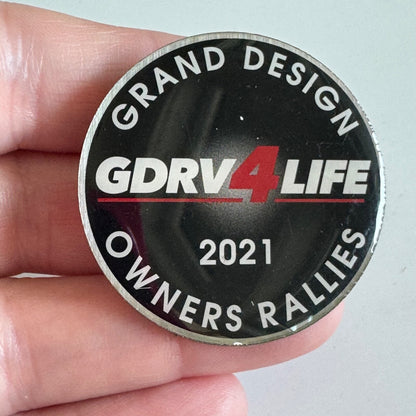 GRAND DESIGN
GDRV4LIFE
2021
OWNERS RALLIES